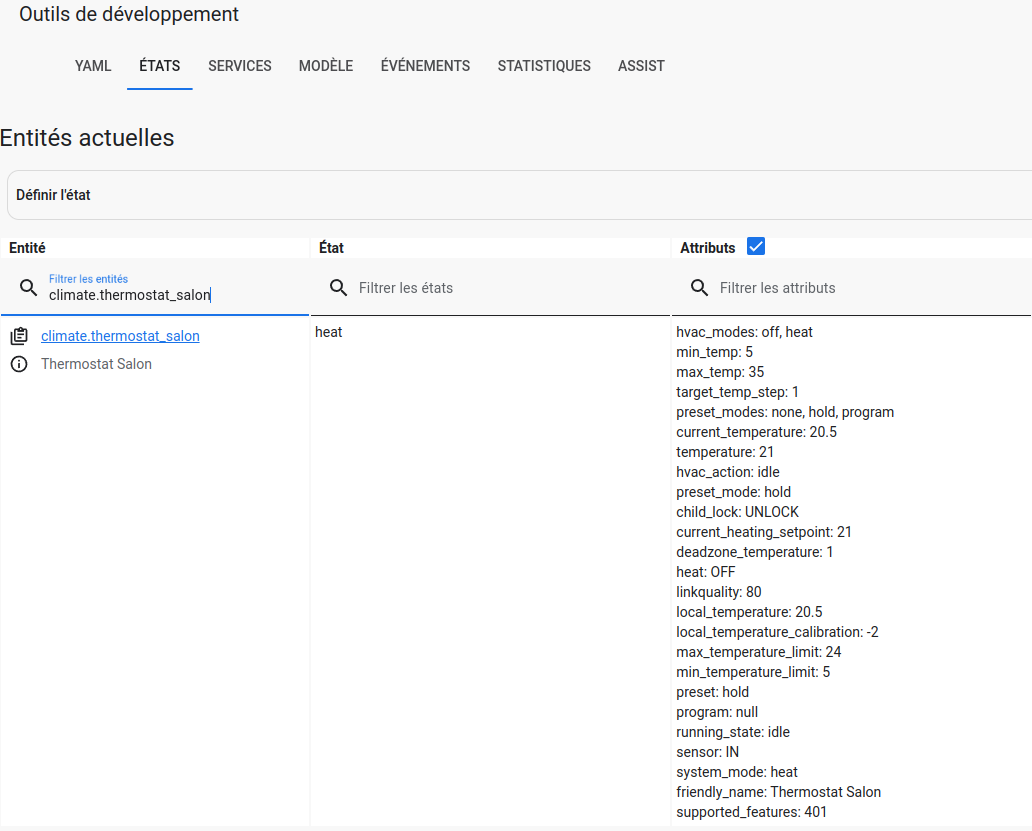 Outils de développement
YAML ÉTATS SERVICES MODÈLE ÉVÉNEMENTS STATISTIQUES ASSIST
Entités actuelles
Définir l'état
Entité État Attributs
Filtrer les entités
climate.thermostat_salon Filtrer les états Filtrer les attributs
climate.thermostat_salon heat hvac_modes: off, heat
Thermostat Salon
min_temp: 5
max_temp: 35
target_temp_step: 1
preset_modes: none, hold, program
current_temperature: 20.5
temperature: 21
hvac_action: idle
preset_mode: hold
child_lock: UNLOCK
current_heating_setpoint: 21
deadzone_temperature: 1
heat: OFF
linkquality: 80
local_temperature: 20.5
local_temperature_calibration: -2
max_temperature_limit: 24
min_temperature_limit: 5
preset: hold
program: null
running_state: idle
sensor: IN
system_mode: heat
friendly_name: Thermostat Salon
supported_features: 401